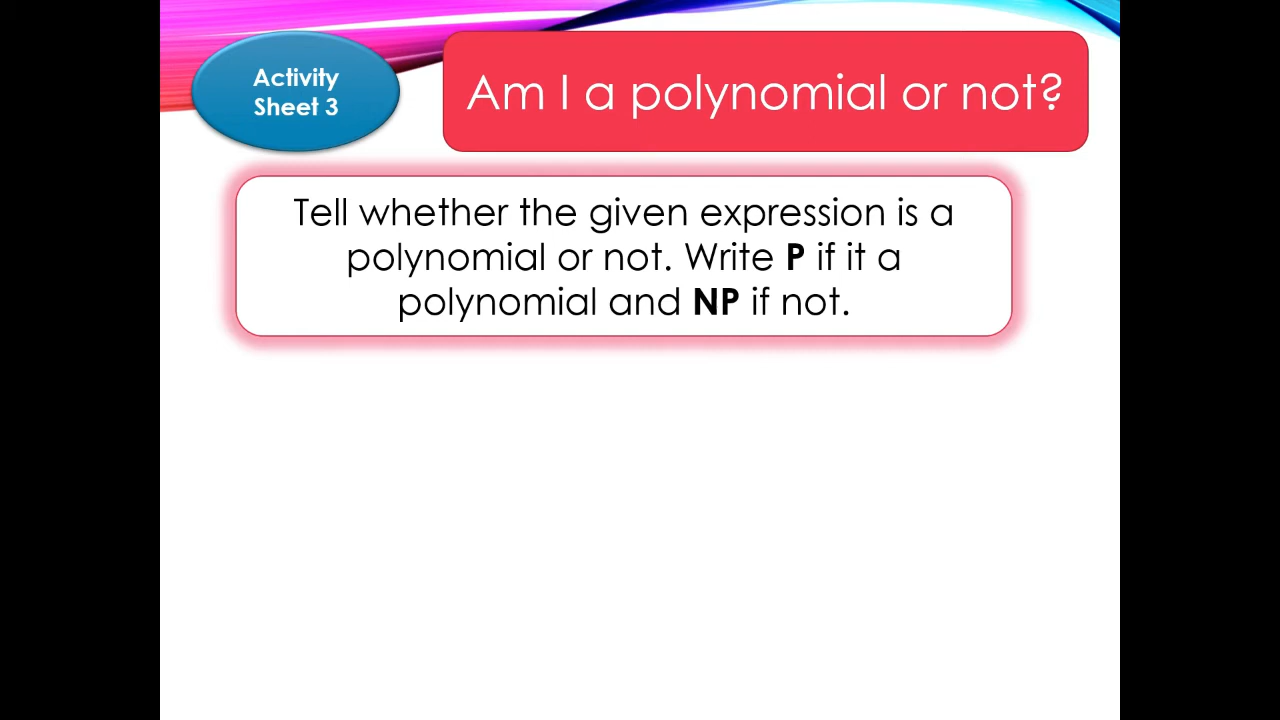 Activity
Sheet 3
Am I a polynomial or not?
Tell whether the given expression is a
polynomial or not. Write P if it a
polynomial and NP if not.